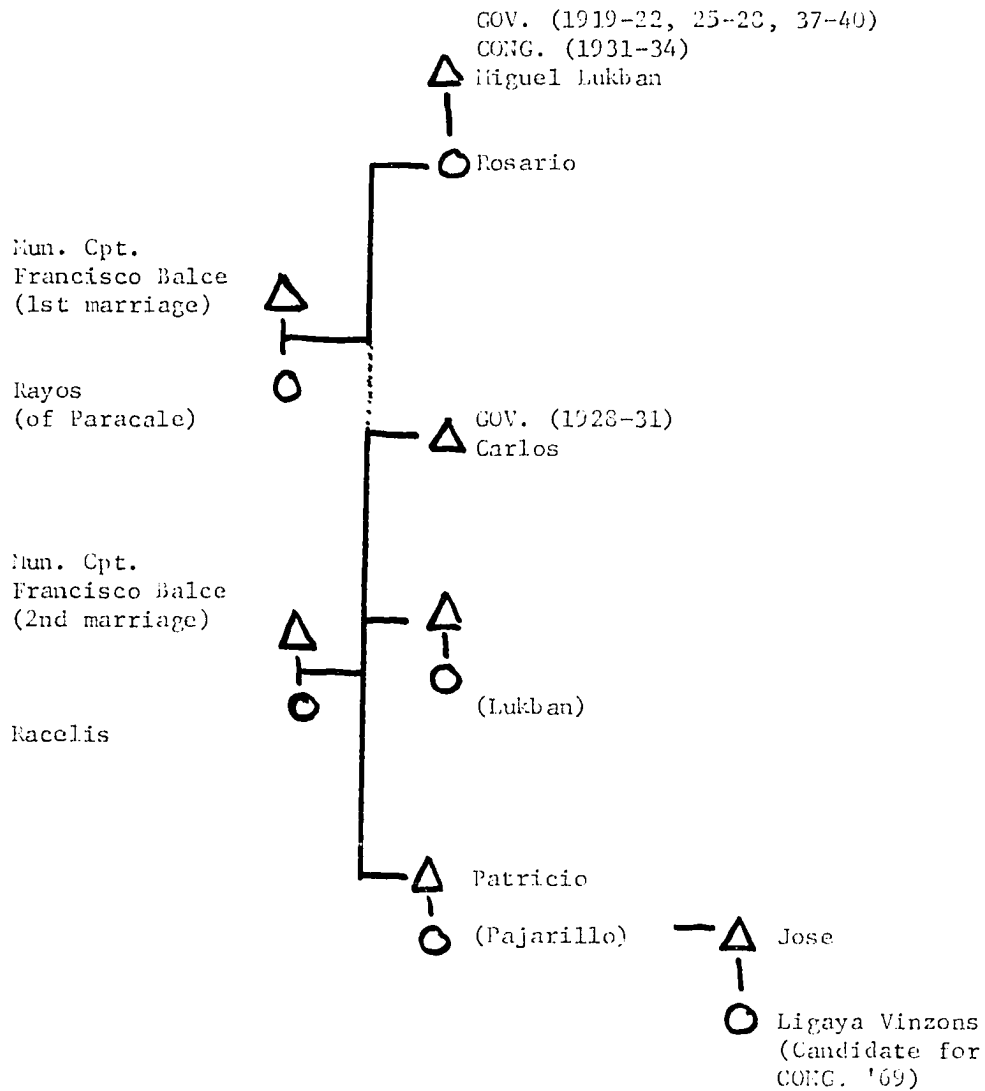 GOV. (1919-22, 25-28, 37-40)
CONG. (1931-34)
Miguel Lukban
Rosario
Mun. Cpt.
Francisco Balce
(1st marriage)
Rayos
(of Paracale)
GOV. (1928-31)
Carlos
Mun. Cpt.
Francisco Balce
(2nd marriage)
(Lukban)
Racelis
Patricio
(Pajarillo)
Jose
Ligaya Vinzons
(Candidate for
CONG. '69)